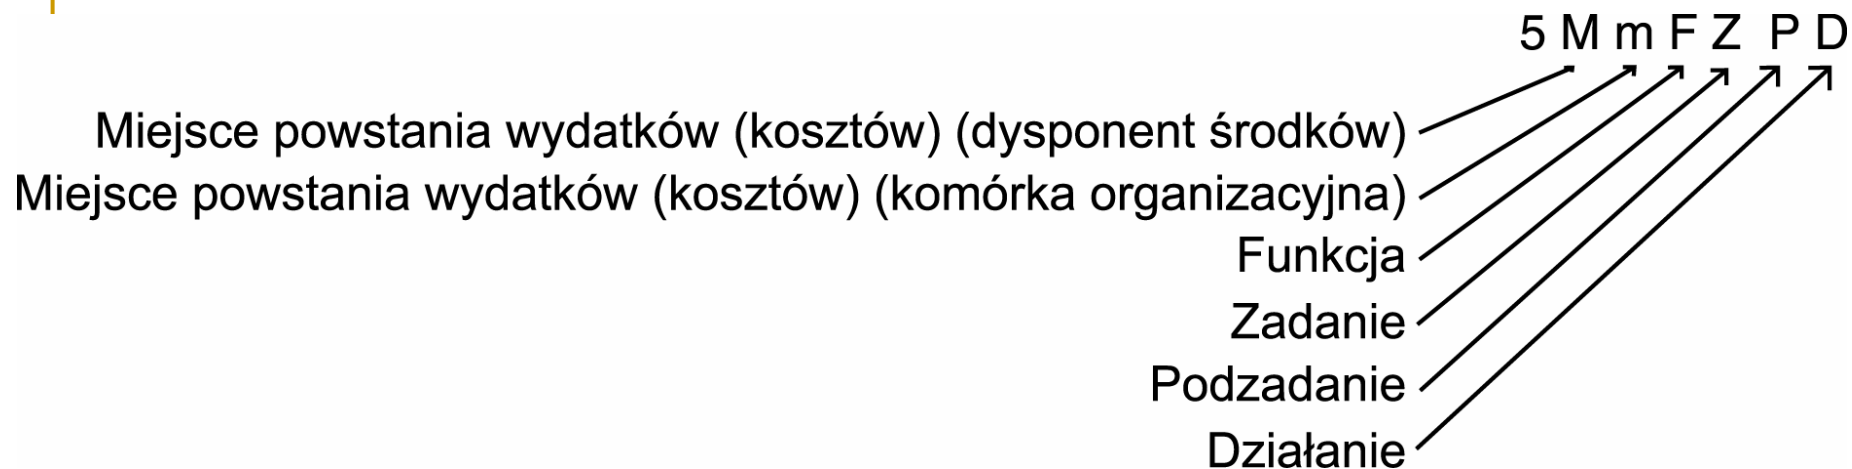 5 M m F Z P D
Miejsce powstania wydatków (kosztów) (dysponent środków)
Miejsce powstania wydatków (kosztów) (komórka organizacyjna)
Funkcja
Zadanie
Podzadanie
Działanie